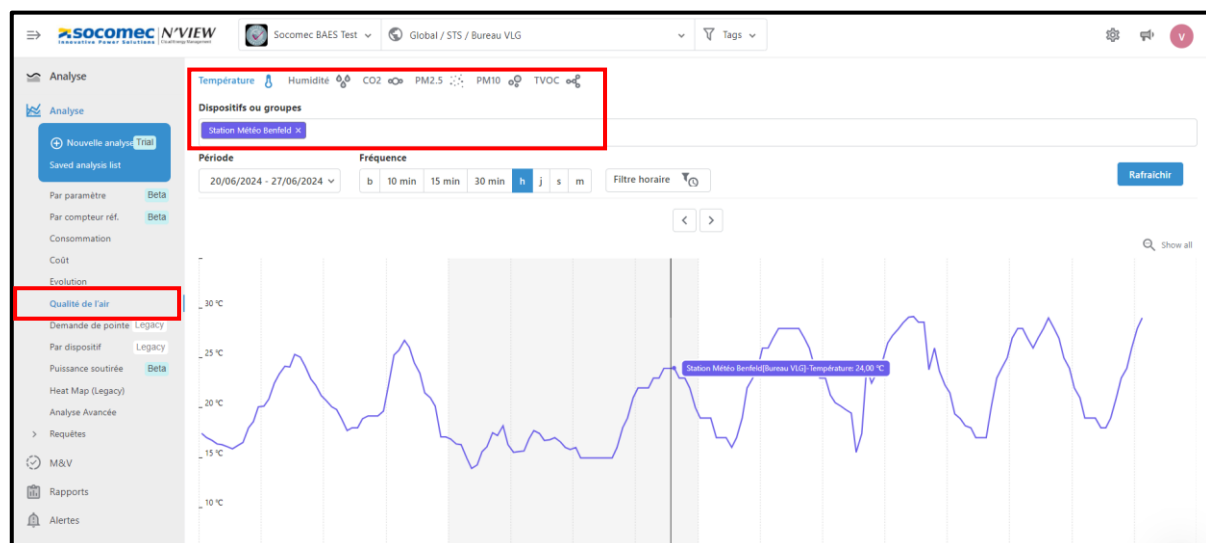 socomec N'VIEW
Innovative Power Solutions Cloud Energy Management
Socomec BAES Test
Global / STS / Bureau VLG
Tags
V
Analyse
Analyse
Nouvelle analyse Trial
Saved analysis list
Par paramètre Beta
Par compteur réf. Beta
Consommation
Coût
Evolution
Qualité de l'air
Demande de pointe Legacy
Par dispositif Legacy
Puissance soutirée Beta
Heat Map (Legacy)
Analyse Avancée
Requêtes
M&V
Rapports
Alertes
Température Humidité CO2 PM2.5 PM10 TVOC
Dispositifs ou groupes
Station Météo Benfeld ×
Période Fréquence
20/06/2024 - 27/06/2024 b 10 min 15 min 30 min h j s m Filtre horaire Rafraîchir
Show all
30 °C
25 °C
Station Météo Benfeld[Bureau VLG]-Température: 24,00 °C
20 °C
15 °C
10 °C